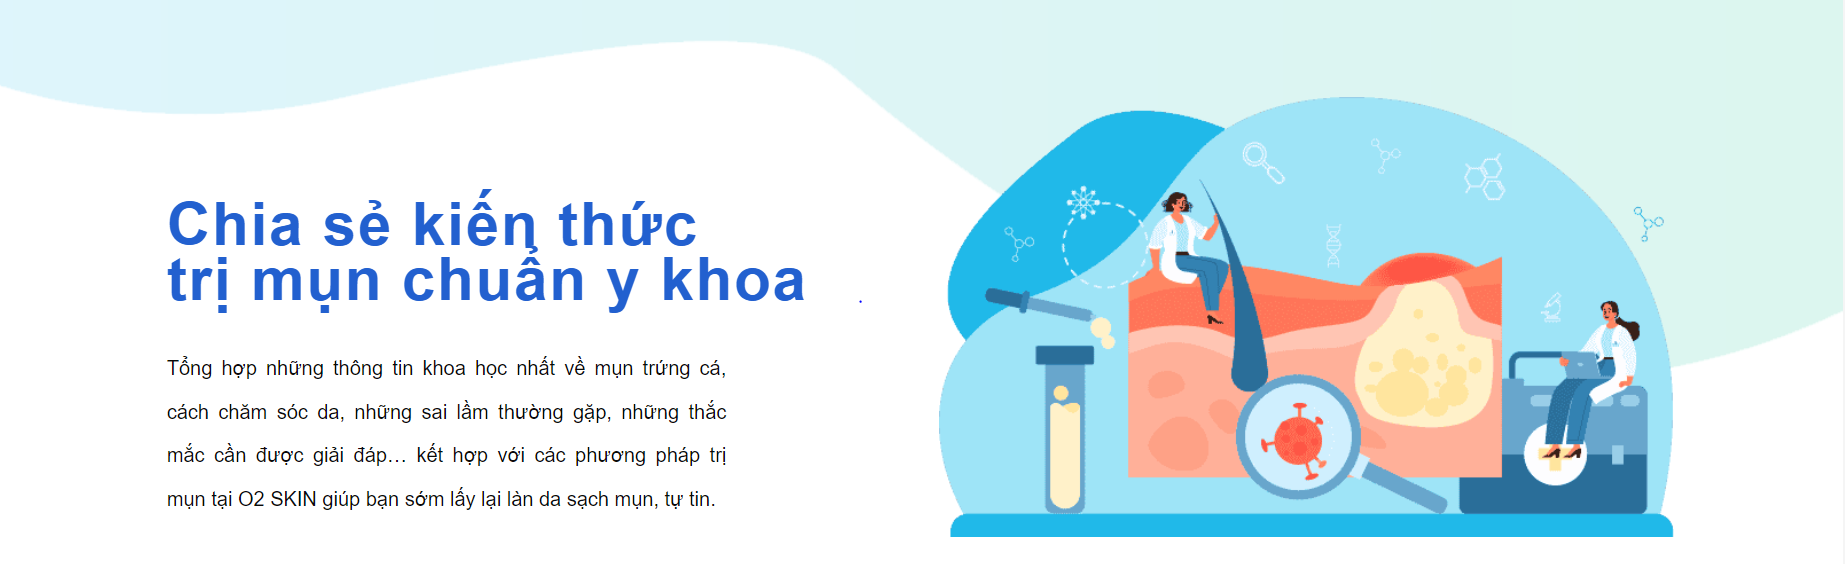 Chia sẻ kiến thức
trị mụn chuẩn y khoa
Tổng hợp những thông tin khoa học nhất về mụn trứng cá,
cách chăm sóc da, những sai lầm thường gặp, những thắc
mắc cần được giải đáp... kết hợp với các phương pháp trị
mụn tại O2 SKIN giúp bạn sớm lấy lại làn da sạch mụn, tự tin.